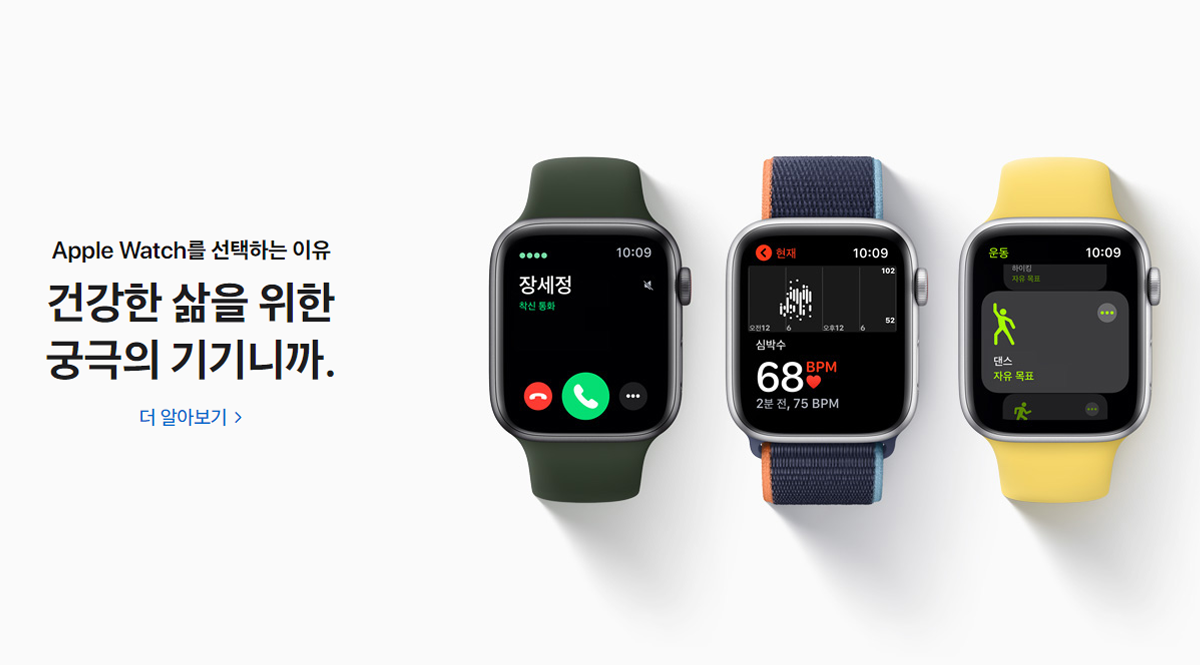 Apple Watch를 선택하는 이유
건강한 삶을 위한
궁극의 기기니까.
더 알아보기 >
10:09
장세정
착신 통화
현재
10:09
102
52
오전12
6
오후12
6
심박수
68 BPM
2분 전, 75 BPM
운동
10:09
하이킹
자유 목표
댄스
자유 목표